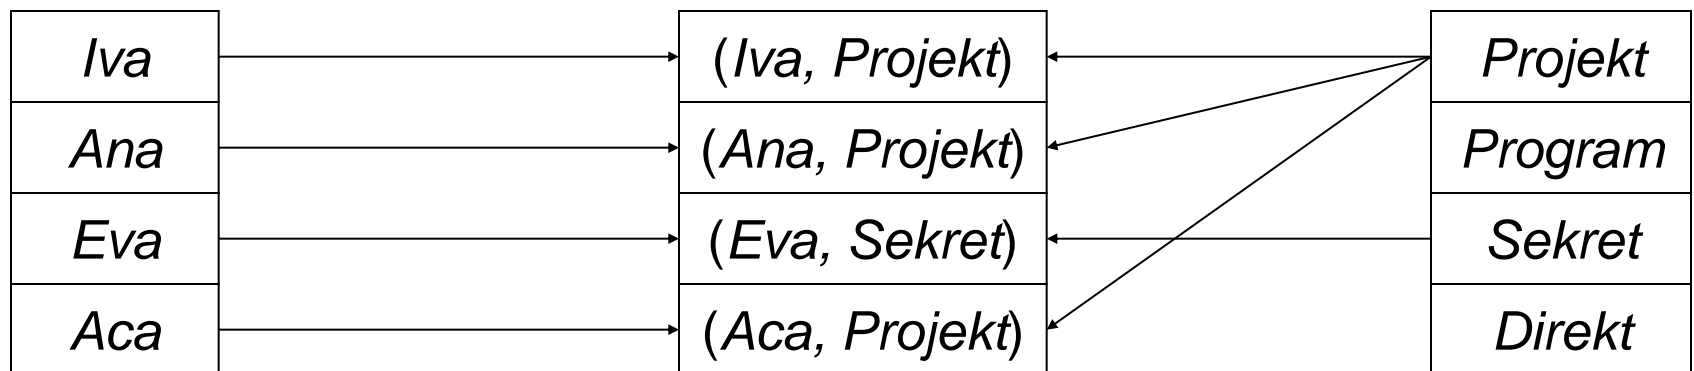 Iva (Iva, Projekt) Projekt
Ana (Ana, Projekt) Program
Eva (Eva, Sekret) Sekret
Aca (Aca, Projekt) Direkt